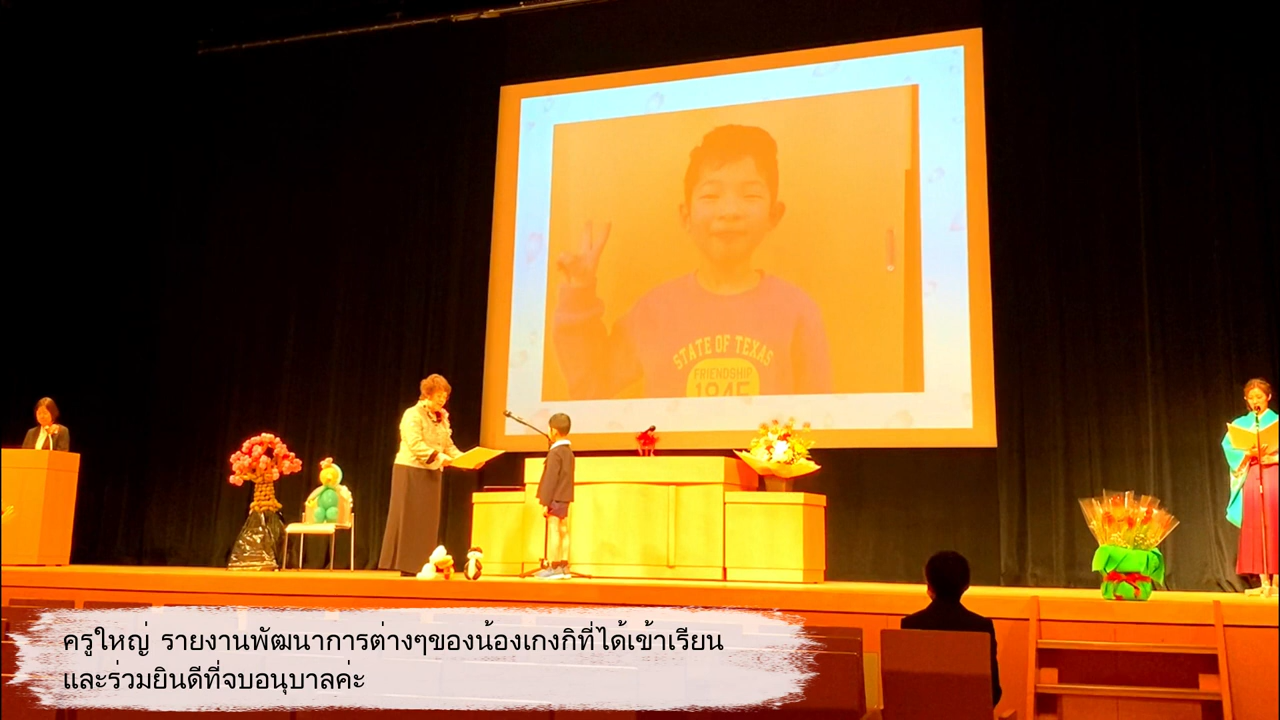 STATE OF TEXAS
FRIENDSHIP
1945
ครูใหญ่ รายงานพัฒนาการต่างๆของน้องเกงกิที่ได้เข้าเรียน
และร่วมยินดีที่จบอนุบาลค่ะ